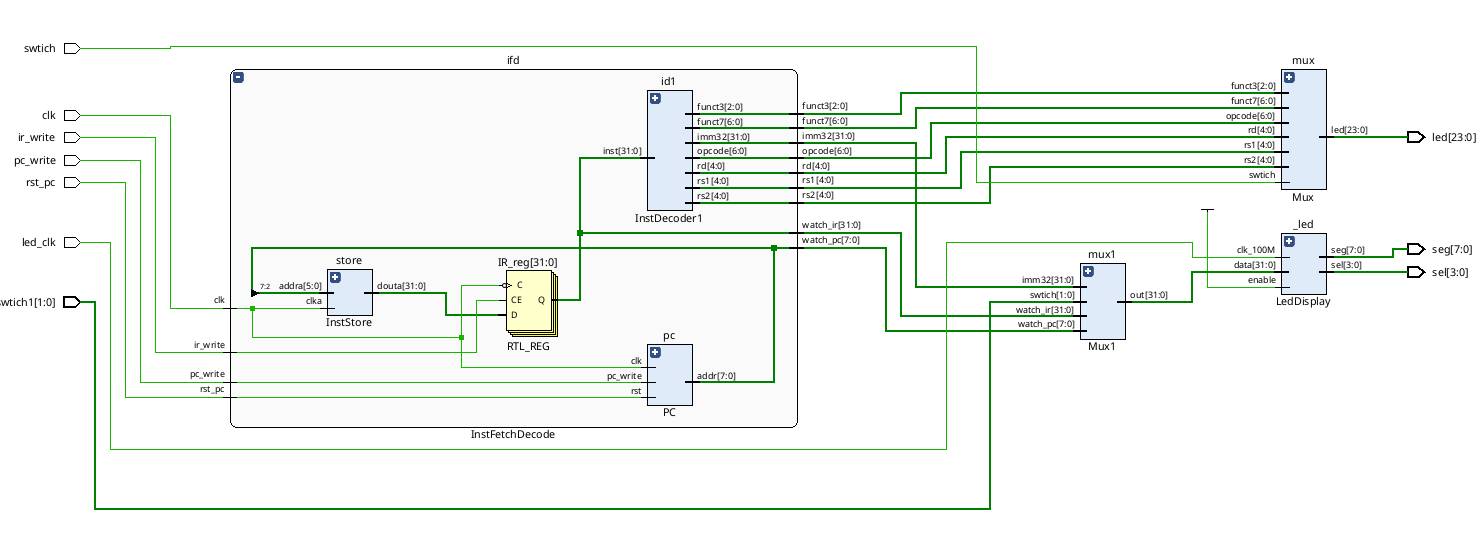 swtich
clk
ir_write
pc_write
rst_pc
led_clk
swtich1[1:0]
ifd
clk
ir_write
pc_write
rst_pc
store
7:2
addra[5:0]
clka
douta[31:0]
InstStore
IR_reg[31:0]
C
CE
D
Q
RTL_REG
id1
inst[31:0]
funct3[2:0]
funct7[6:0]
imm32[31:0]
opcode[6:0]
rd[4:0]
rs1[4:0]
rs2[4:0]
InstDecoder1
pc
clk
pc_write
rst
addr[7:0]
PC
funct3[2:0]
funct7[6:0]
imm32[31:0]
opcode[6:0]
rd[4:0]
rs1[4:0]
rs2[4:0]
watch_ir[31:0]
watch_pc[7:0]
InstFetchDecode
mux1
imm32[31:0]
swtich[1:0]
watch_ir[31:0]
watch_pc[7:0]
out[31:0]
Mux1
mux
funct3[2:0]
funct7[6:0]
opcode[6:0]
rd[4:0]
rs1[4:0]
rs2[4:0]
swtich
led[23:0]
Mux
_led
clk_100M
data[31:0]
enable
seg[7:0]
sel[3:0]
LedDisplay
led[23:0]
seg[7:0]
sel[3:0]